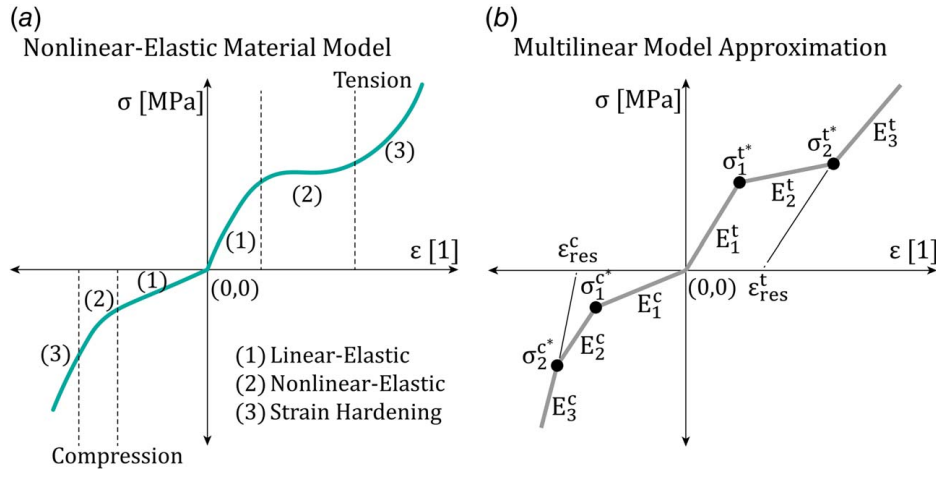 (a)
Nonlinear-Elastic Material Model
σ [MPa]
Tension
(3)
(2)
(1)
ε [1]
(0,0)
(1)
(2)
(3)
(1) Linear-Elastic
(2) Nonlinear-Elastic
(3) Strain Hardening
Compression
(b)
Multilinear Model Approximation
σ [MPa]
σ₁ᵗ*
σ₂ᵗ*
E₃ᵗ
E₂ᵗ
E₁ᵗ
ε [1]
εᶜres
(0,0)
εᵗres
σ₁ᶜ*
E₁ᶜ
E₂ᶜ
σ₂ᶜ*
E₃ᶜ